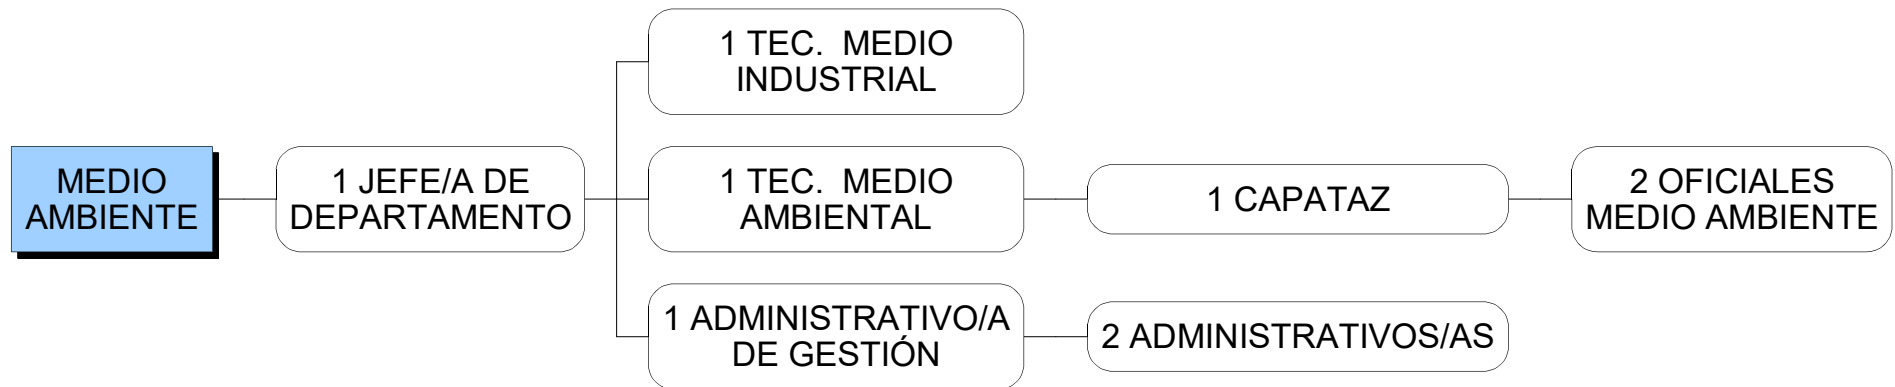 1 TEC. MEDIO
INDUSTRIAL
MEDIO
AMBIENTE
1 JEFE/A DE
DEPARTAMENTO
1 TEC. MEDIO
AMBIENTAL
1 CAPATAZ
2 OFICIALES
MEDIO AMBIENTE
1 ADMINISTRATIVO/A
DE GESTIÓN
2 ADMINISTRATIVOS/AS